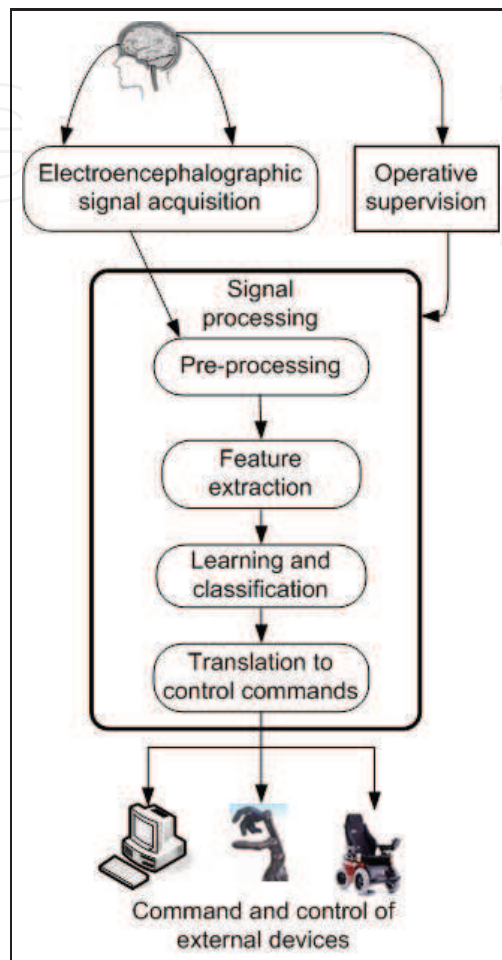 Electroencephalographic
signal acquisition
Operative
supervision
Signal
processing
Pre-processing
Feature
extraction
Learning and
classification
Translation to
control commands
Command and control of
external devices